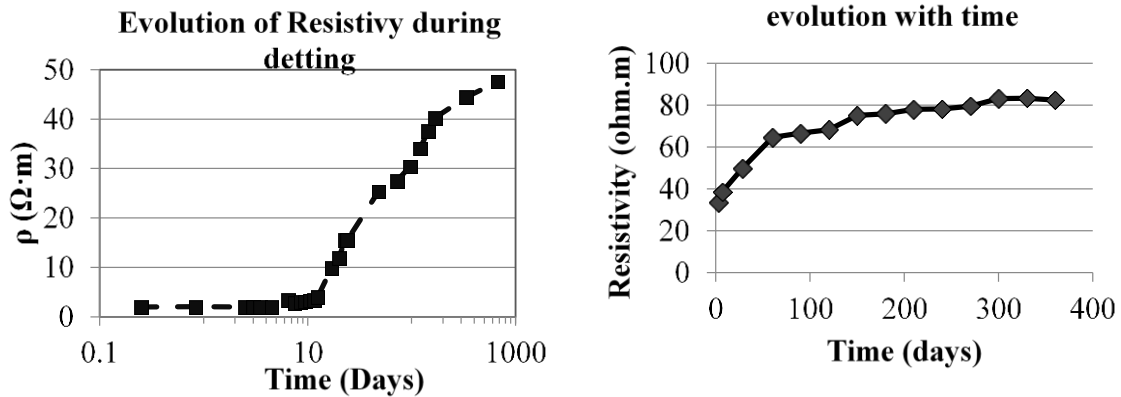 Evolution of Resistivy during
detting
50
40
30
20
10
0
ρ (Ω·m)
0.1
10
1000
Time (Days)
evolution with time
100
80
60
40
20
0
Resistivity (ohm.m)
0
100
200
300
400
Time (days)